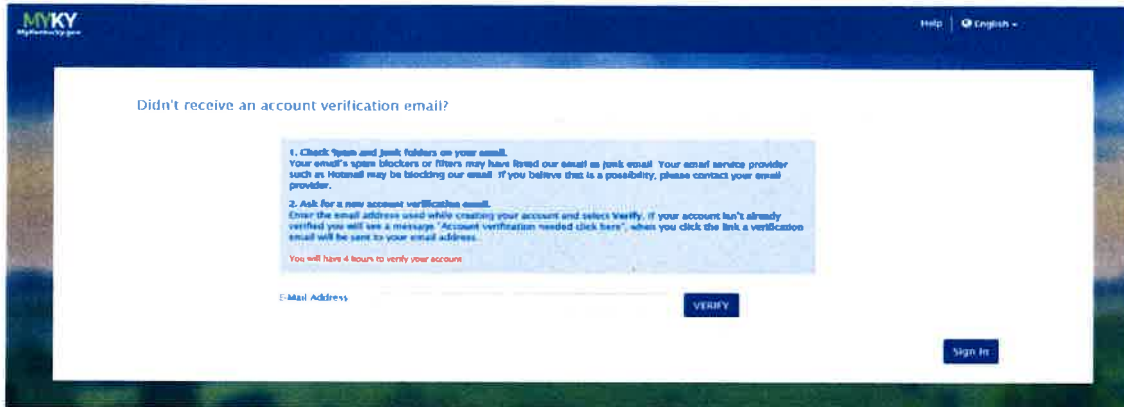 MYKY
MyKentucky.gov
Help
English
Didn't receive an account verification email?
1. Check Spam and Junk folders on your email.
Your email's spam blockers or filters may have listed our email as junk email. Your email service provider
such as Hotmail may be blocking our email. If you believe that is a possibility, please contact your email
provider.
2. Ask for a new account verification email.
Enter the email address used while creating your account and select Verify. If your account isn't already
verified you will see a message "Account verification needed click here", when you click the link a verification
email will be sent to your email address.
You will have 4 hours to verify your account
E-Mail Address
VERIFY
Sign In